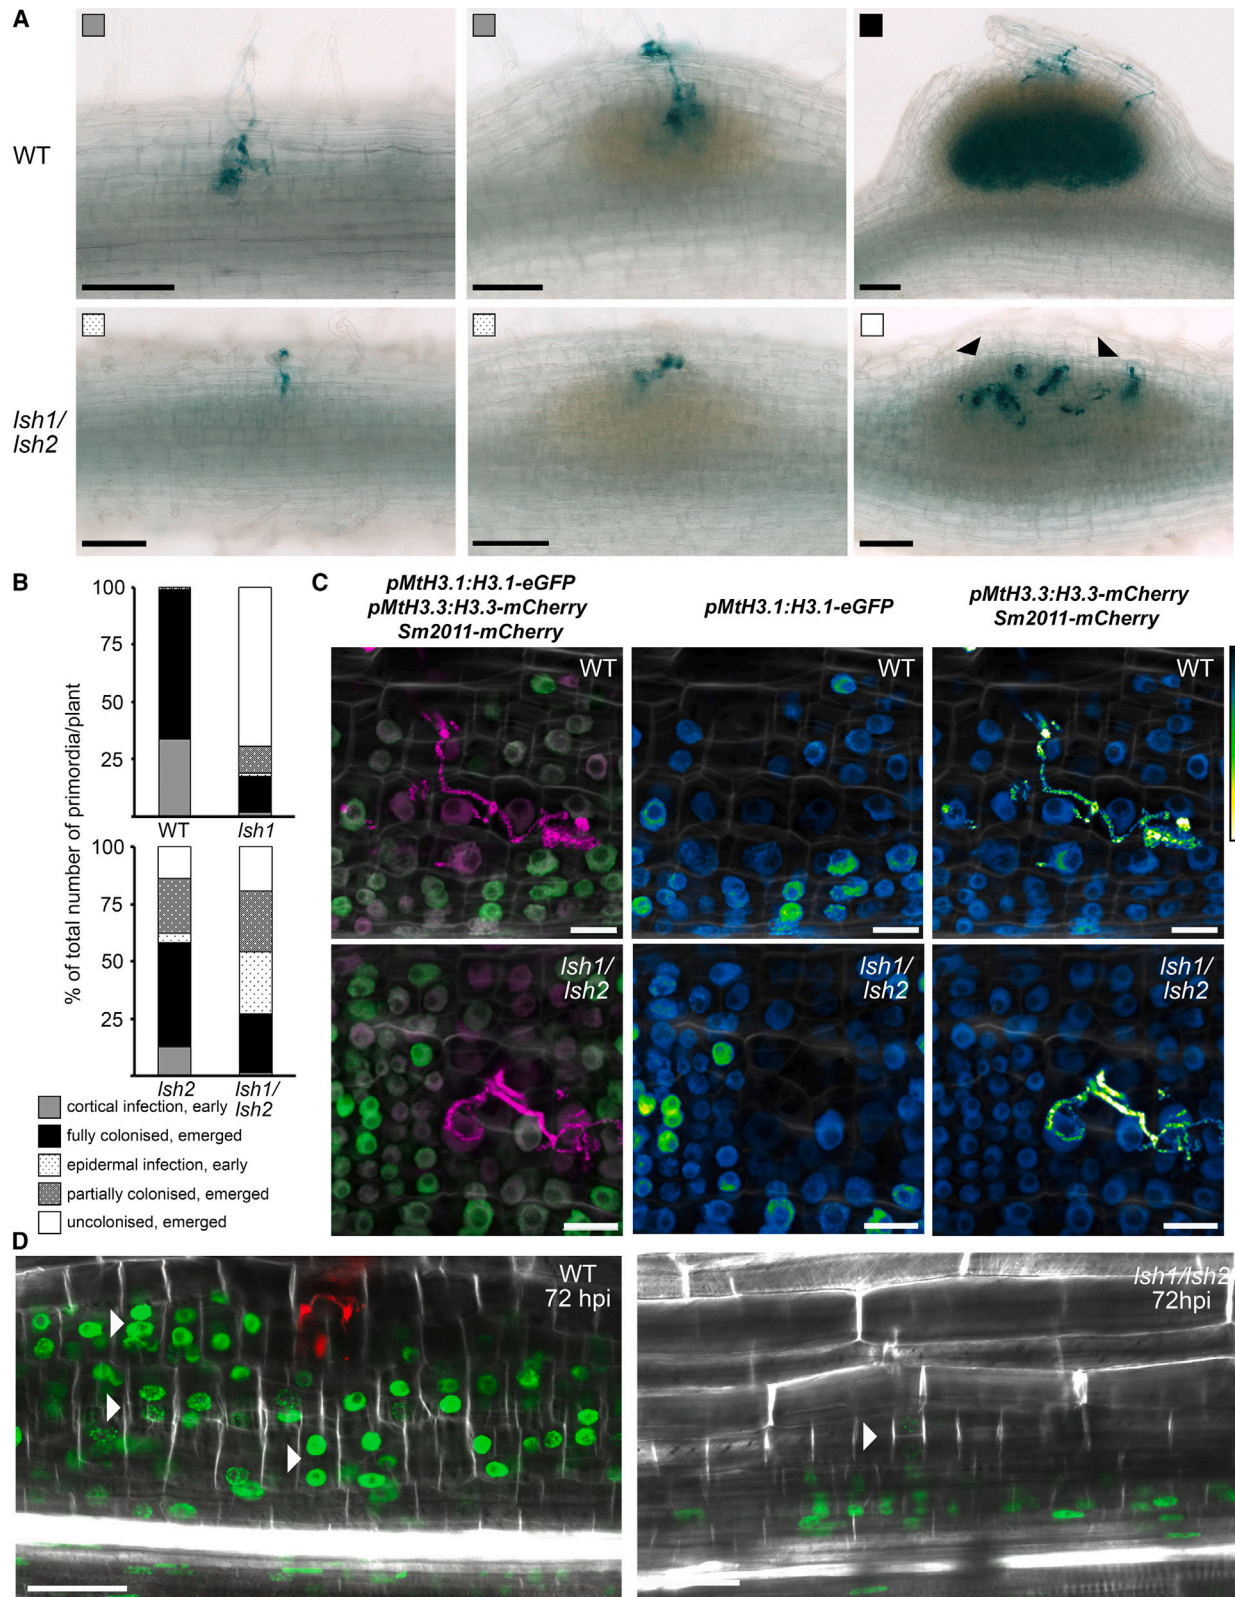 A
WT
lsh1/
lsh2
B
100
75
50
25
WT
lsh1
100
75
50
25
lsh2
lsh1/
lsh2
% of total number of primordia/plant
cortical infection, early
fully colonised, emerged
epidermal infection, early
partially colonised, emerged
uncolonised, emerged
C
pMtH3.1:H3.1-eGFP
pMtH3.3:H3.3-mCherry
Sm2011-mCherry
pMtH3.1:H3.1-eGFP
pMtH3.3:H3.3-mCherry
Sm2011-mCherry
WT
WT
WT
lsh1/
lsh2
lsh1/
lsh2
lsh1/
lsh2
D
WT
72 hpi
lsh1/lsh2
72hpi